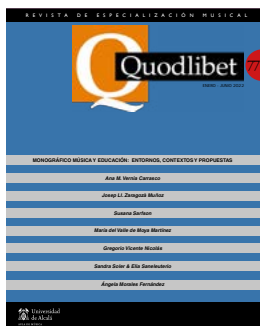 REVISTA DE ESPECIALIZACIÓN MUSICAL
Quodlibet
77
ENERO - JUNIO 2022
MONOGRÁFICO MÚSICA Y EDUCACIÓN: ENTORNOS, CONTEXTOS Y PROPUESTAS
Ana M. Vernia Carrasco
Josep Ll. Zaragozá Muñoz
Susana Sarfson
María del Valle de Moya Martínez
Gregorio Vicente Nicolás
Sandra Soler & Elia Saneleuterio
Ángela Morales Fernández
Universidad
de Alcalá